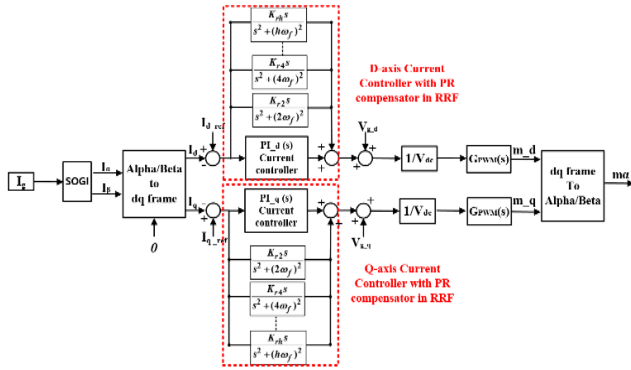 K_rh s
s² + (hω_f)²
K_r4 s
s² + (4ω_f)²
K_r2 s
s² + (2ω_f)²
D-axis Current
Controller with PR
compensator in RRF
I_d_ref
V_g_d
I_g
SOGI
I_α
I_β
Alpha/Beta
to
dq frame
θ
I_d
+
-
PI_d (s)
Current
controller
+
+
+
+
1/V_dc
G_PWM(s)
m_d
dq frame
To
Alpha/Beta
mα
I_q
-
+
I_q_ref
PI_q (s)
Current
controller
+
+
+
+
V_g_q
1/V_dc
G_PWM(s)
m_q
K_r2 s
s² + (2ω_f)²
K_r4 s
s² + (4ω_f)²
K_rh s
s² + (hω_f)²
Q-axis Current
Controller with PR
compensator in RRF